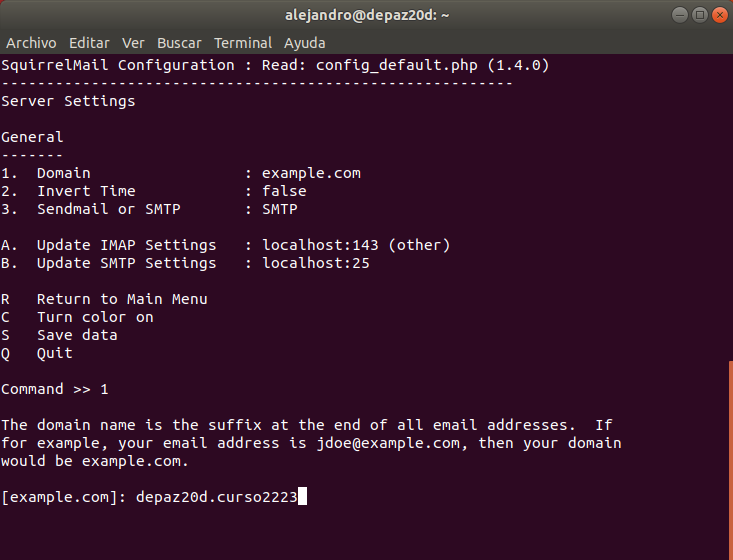 alejandro@depaz20d: ~
Archivo Editar Ver Buscar Terminal Ayuda
SquirrelMail Configuration : Read: config_default.php (1.4.0)
---------------------------------------------------------
Server Settings
General
-------
1.  Domain                 : example.com
2.  Invert Time            : false
3.  Sendmail or SMTP       : SMTP
A.  Update IMAP Settings   : localhost:143 (other)
B.  Update SMTP Settings   : localhost:25
R   Return to Main Menu
C   Turn color on
S   Save data
Q   Quit
Command >> 1
The domain name is the suffix at the end of all email addresses.  If
for example, your email address is jdoe@example.com, then your domain
would be example.com.
[example.com]: depaz20d.curso2223